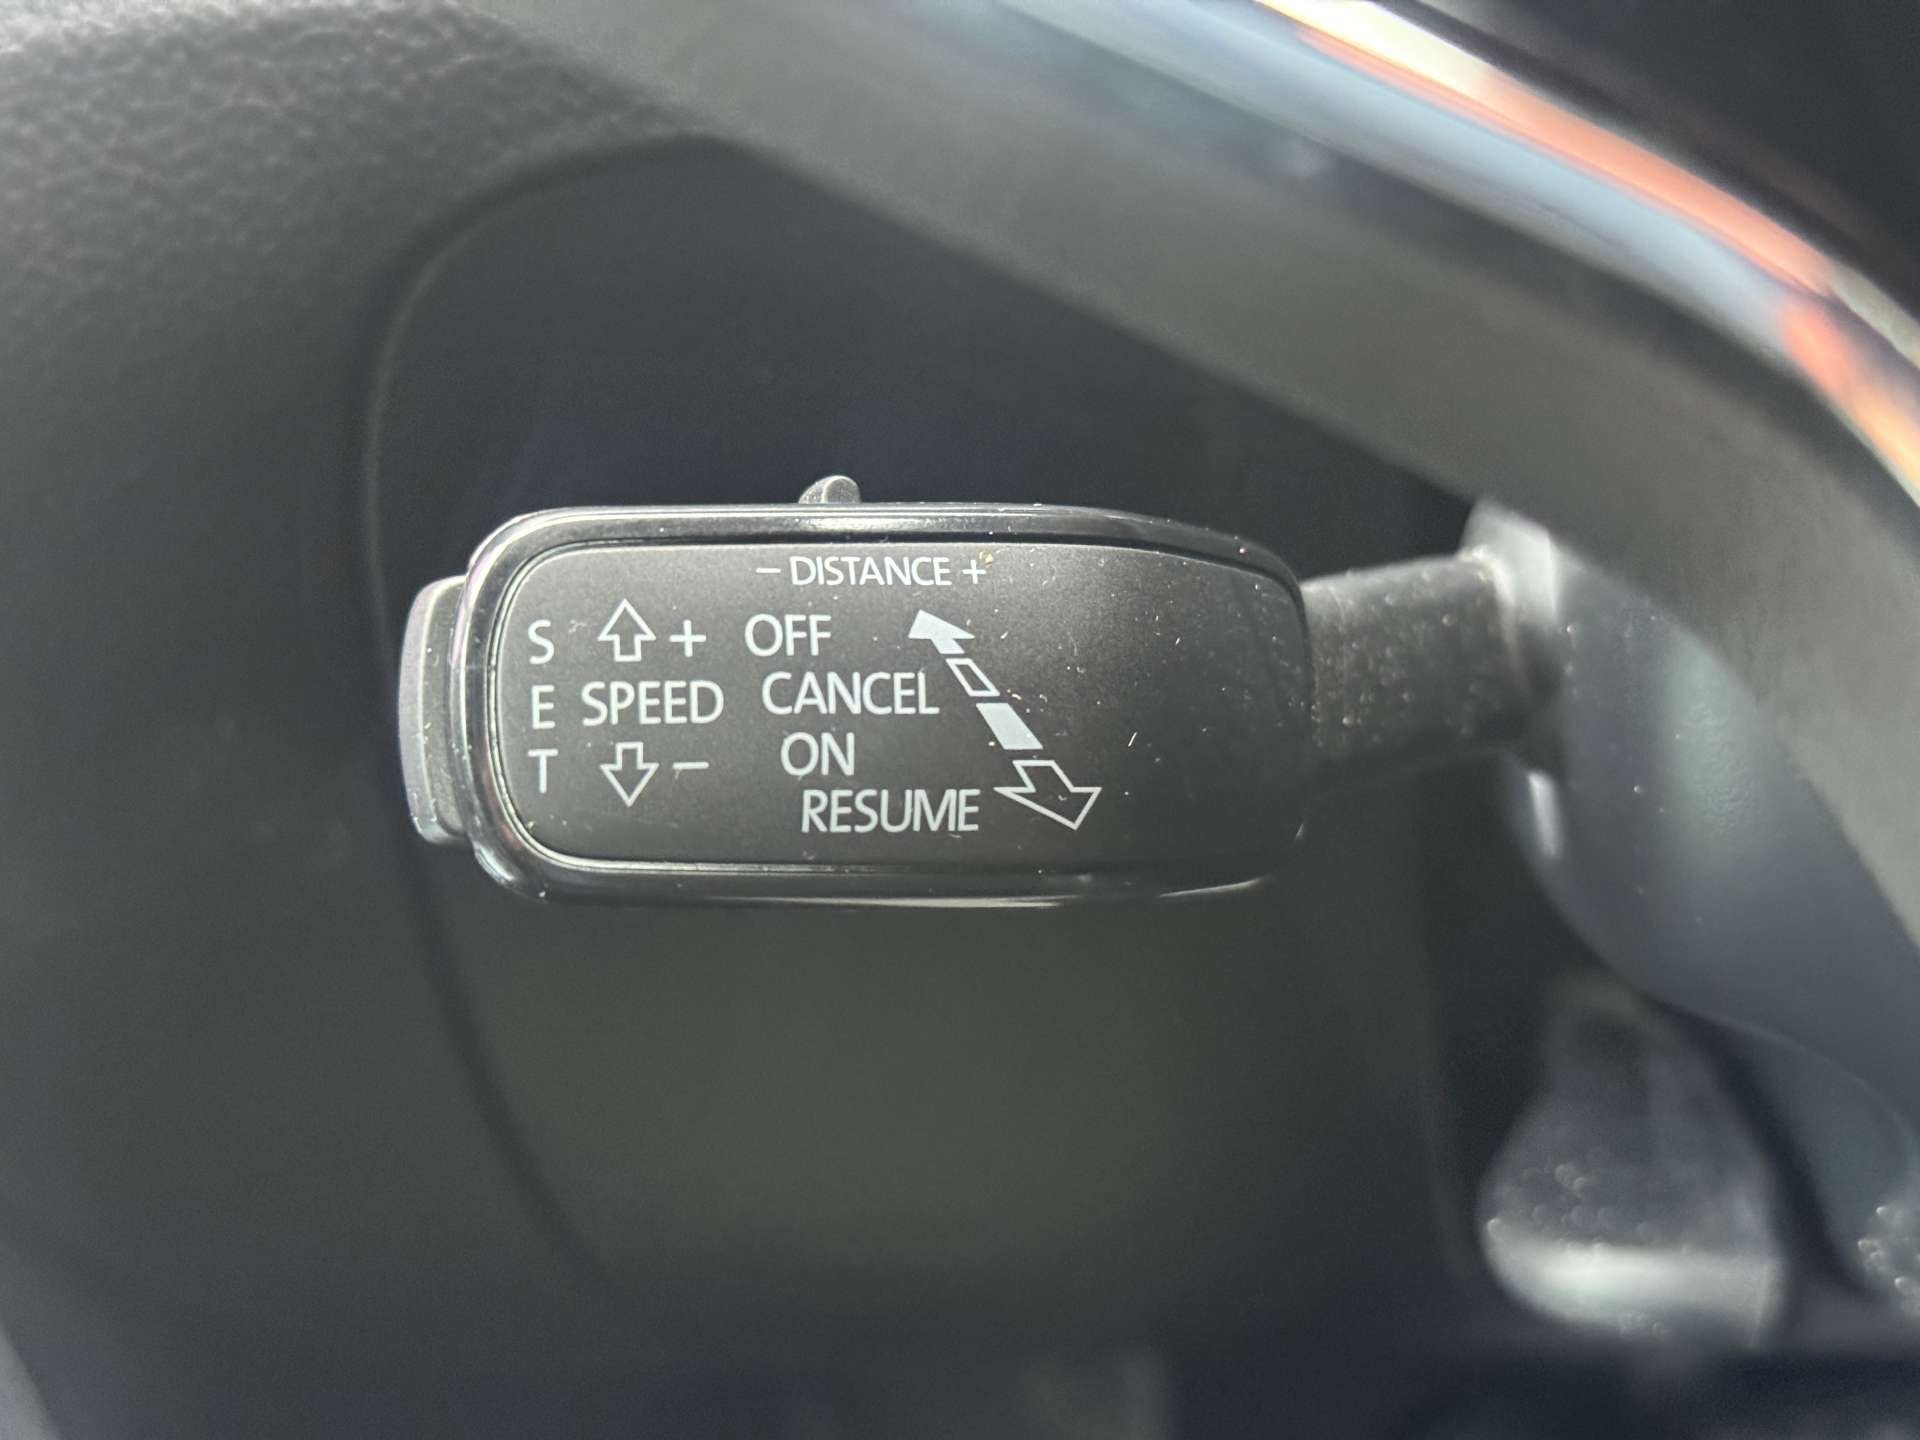 − DISTANCE +
S + OFF
E SPEED CANCEL
T − ON
RESUME